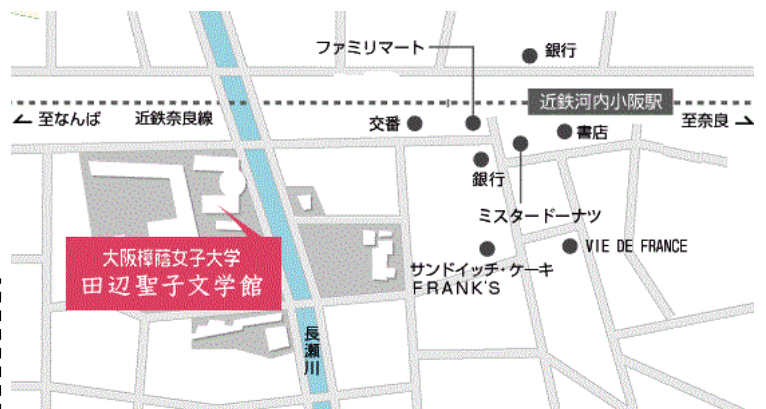 ファミリマート
銀行
近鉄河内小阪駅
至なんば
近鉄奈良線
交番
書店
至奈良
銀行
ミスタードーナツ
大阪樟蔭女子大学
田辺聖子文学館
VIE DE FRANCE
サンドイッチ・ケーキ
FRANK'S
長瀬川